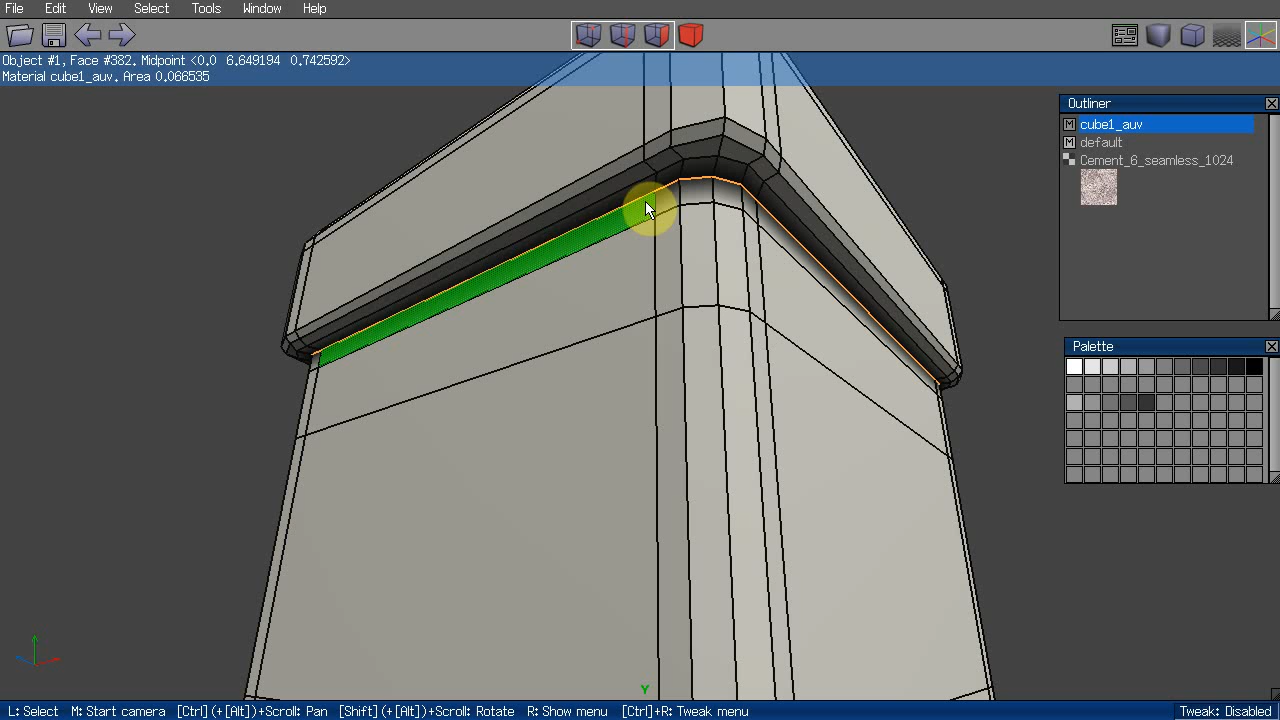 File Edit View Select Tools Window Help
Object #1, Face #382. Midpoint <0.0 6.649194 0.742592>
Material cube1_auv. Area 0.066535
Outliner
M cube1_auv
M default
Cement_6_seamless_1024
Palette
Y
L: Select M: Start camera [Ctrl](+[Alt])+Scroll: Pan [Shift](+[Alt])+Scroll: Rotate R: Show menu [Ctrl]+R: Tweak menu Tweak: Disabled